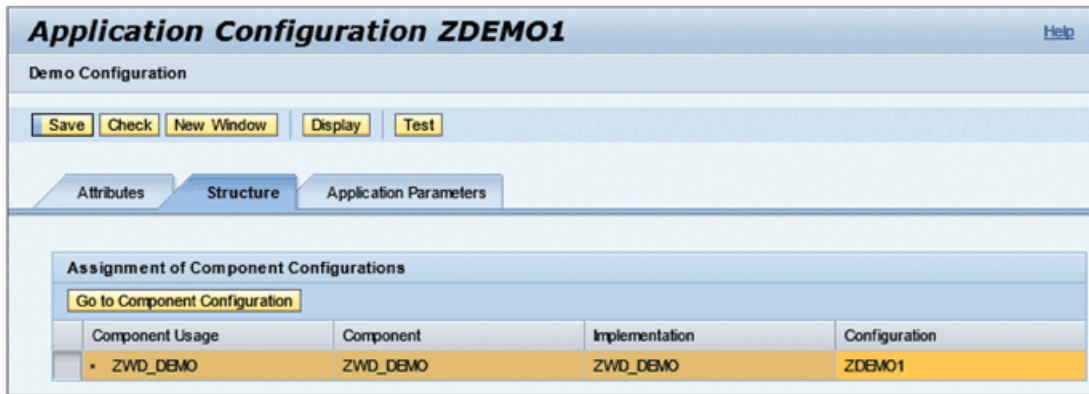 Application Configuration ZDEMO1 Help
Demo Configuration
Save Check New Window Display Test
Attributes Structure Application Parameters
Assignment of Component Configurations
Go to Component Configuration
Component Usage Component Implementation Configuration
• ZWD_DEMO ZWD_DEMO ZWD_DEMO ZDEMO1